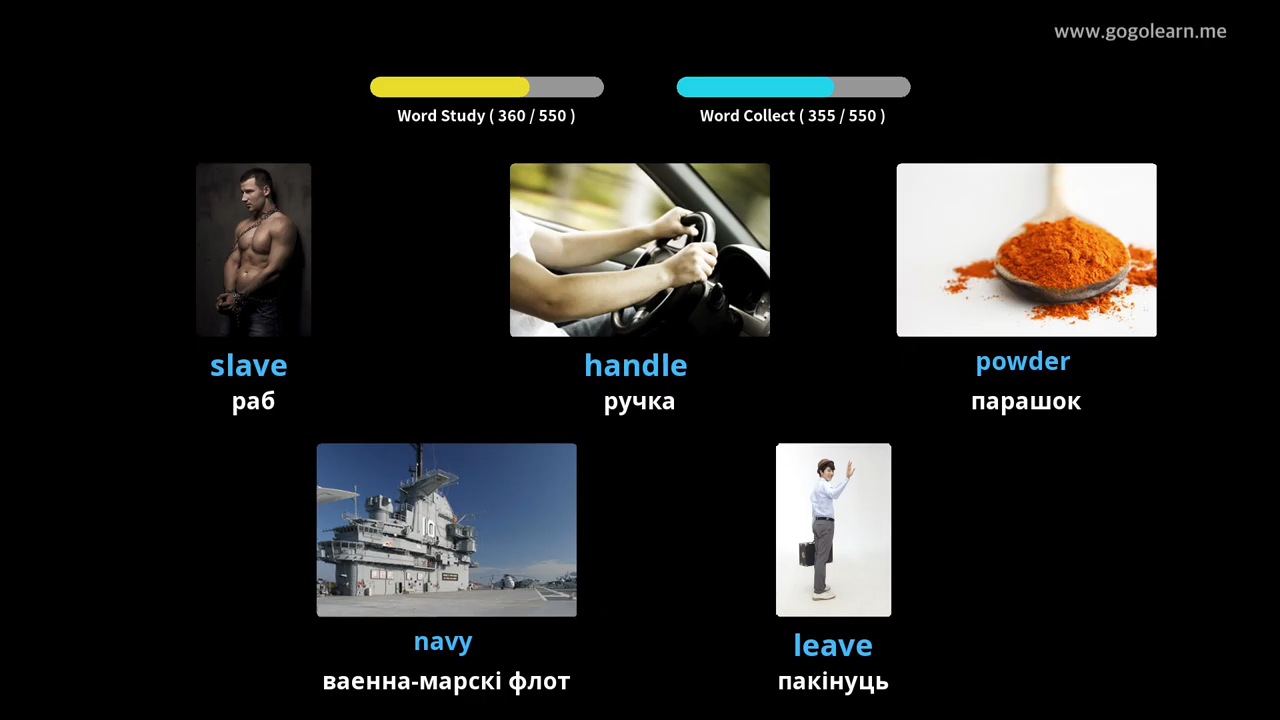 www.gogolearn.me
Word Study ( 360 / 550 )
Word Collect ( 355 / 550 )
slave
раб
handle
ручка
powder
парашок
10
navy
ваенна-марскі флот
leave
пакінуць